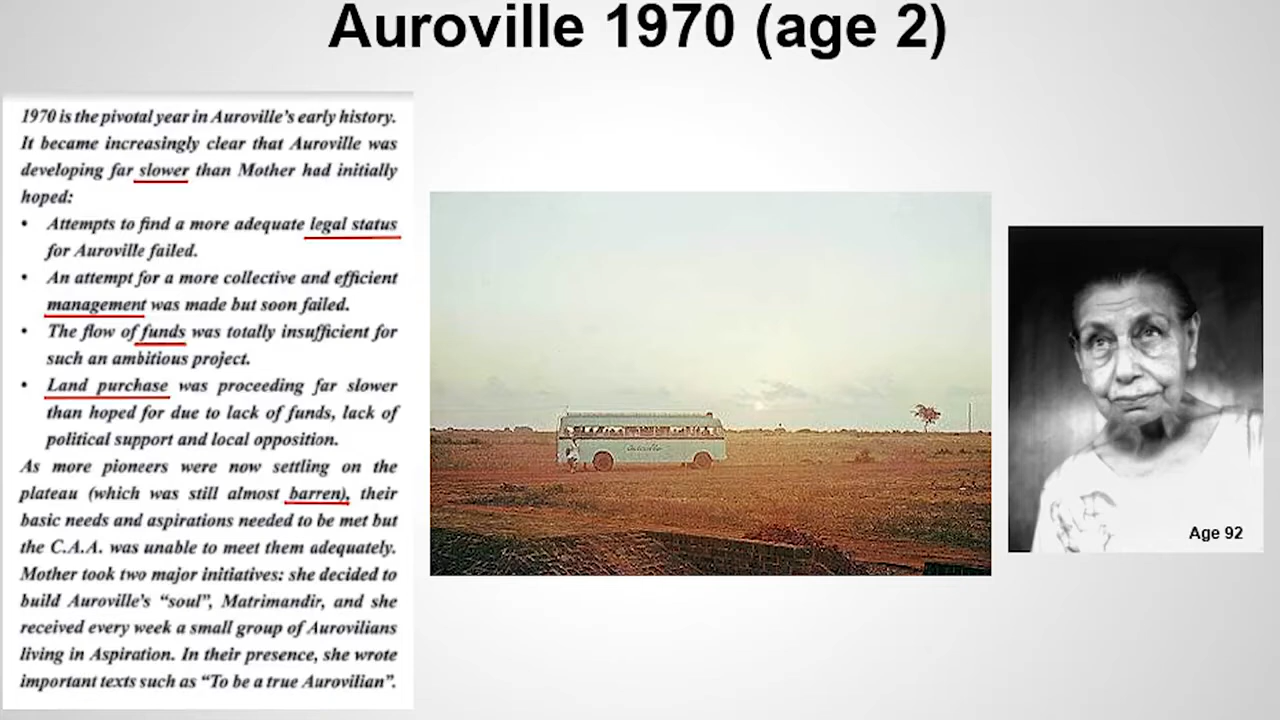 Auroville 1970 (age 2)
1970 is the pivotal year in Auroville's early history.
It became increasingly clear that Auroville was
developing far slower than Mother had initially
hoped:
• Attempts to find a more adequate legal status
for Auroville failed.
• An attempt for a more collective and efficient
management was made but soon failed.
• The flow of funds was totally insufficient for
such an ambitious project.
• Land purchase was proceeding far slower
than hoped for due to lack of funds, lack of
political support and local opposition.
As more pioneers were now settling on the
plateau (which was still almost barren), their
basic needs and aspirations needed to be met but
the C.A.A. was unable to meet them adequately.
Mother took two major initiatives: she decided to
build Auroville's “soul”, Matrimandir, and she
received every week a small group of Aurovilians
living in Aspiration. In their presence, she wrote
important texts such as “To be a true Aurovilian”.
Age 92